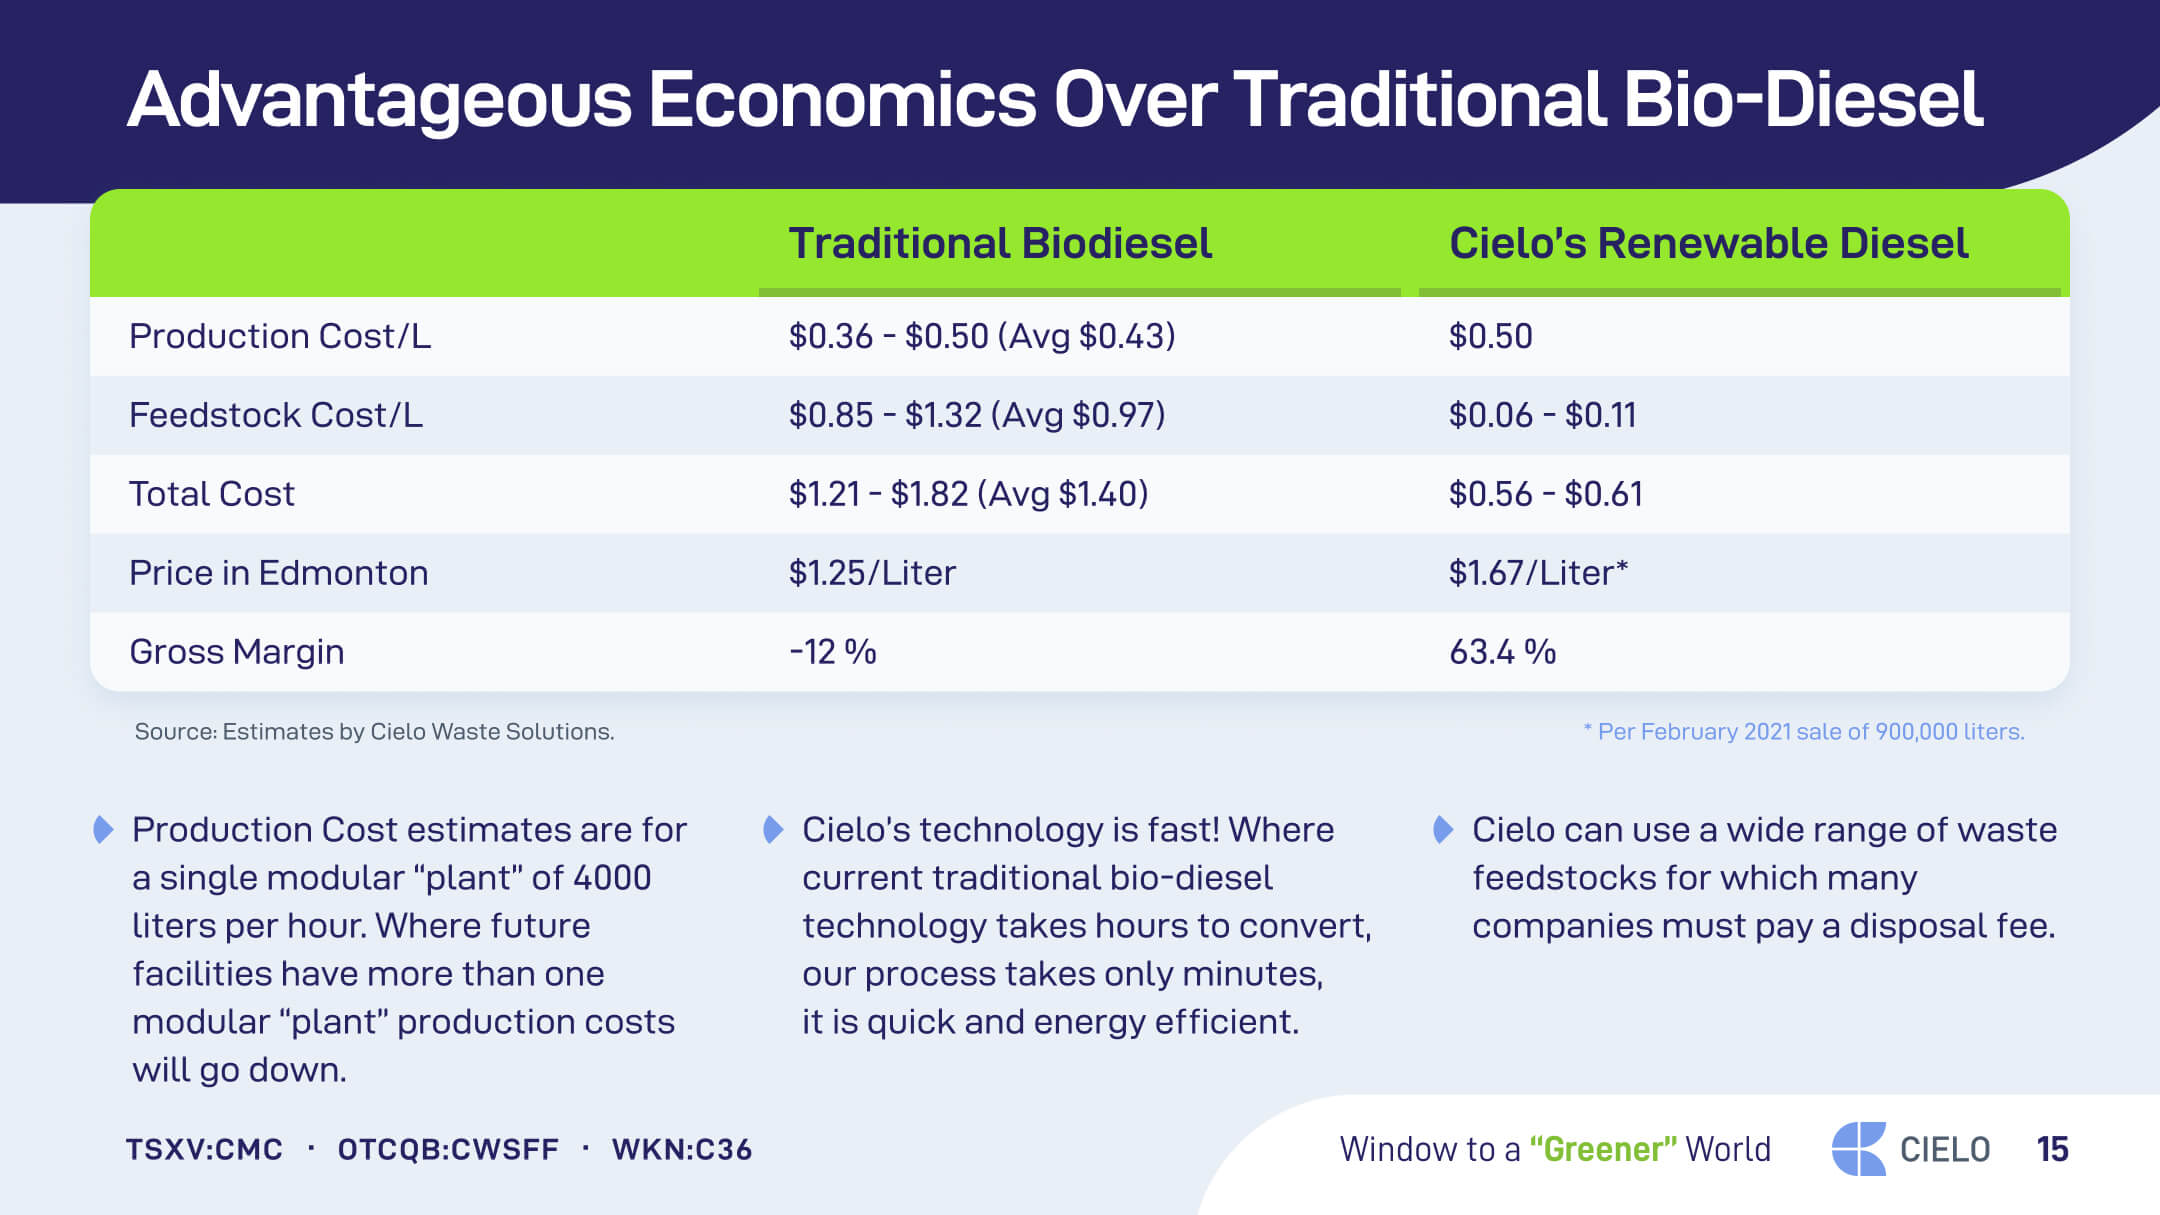 Advantageous Economics Over Traditional Bio-Diesel
Traditional Biodiesel Cielo’s Renewable Diesel
Production Cost/L $0.36 - $0.50 (Avg $0.43) $0.50
Feedstock Cost/L $0.85 - $1.32 (Avg $0.97) $0.06 - $0.11
Total Cost $1.21 - $1.82 (Avg $1.40) $0.56 - $0.61
Price in Edmonton $1.25/Liter $1.67/Liter*
Gross Margin -12 % 63.4 %
Source: Estimates by Cielo Waste Solutions.
* Per February 2021 sale of 900,000 liters.
Production Cost estimates are for
a single modular “plant” of 4000
liters per hour. Where future
facilities have more than one
modular “plant” production costs
will go down.
Cielo's technology is fast! Where
current traditional bio-diesel
technology takes hours to convert,
our process takes only minutes,
it is quick and energy efficient.
Cielo can use a wide range of waste
feedstocks for which many
companies must pay a disposal fee.
TSXV:CMC · OTCQB:CWSFF · WKN:C36
Window to a “Greener” World
CIELO
15